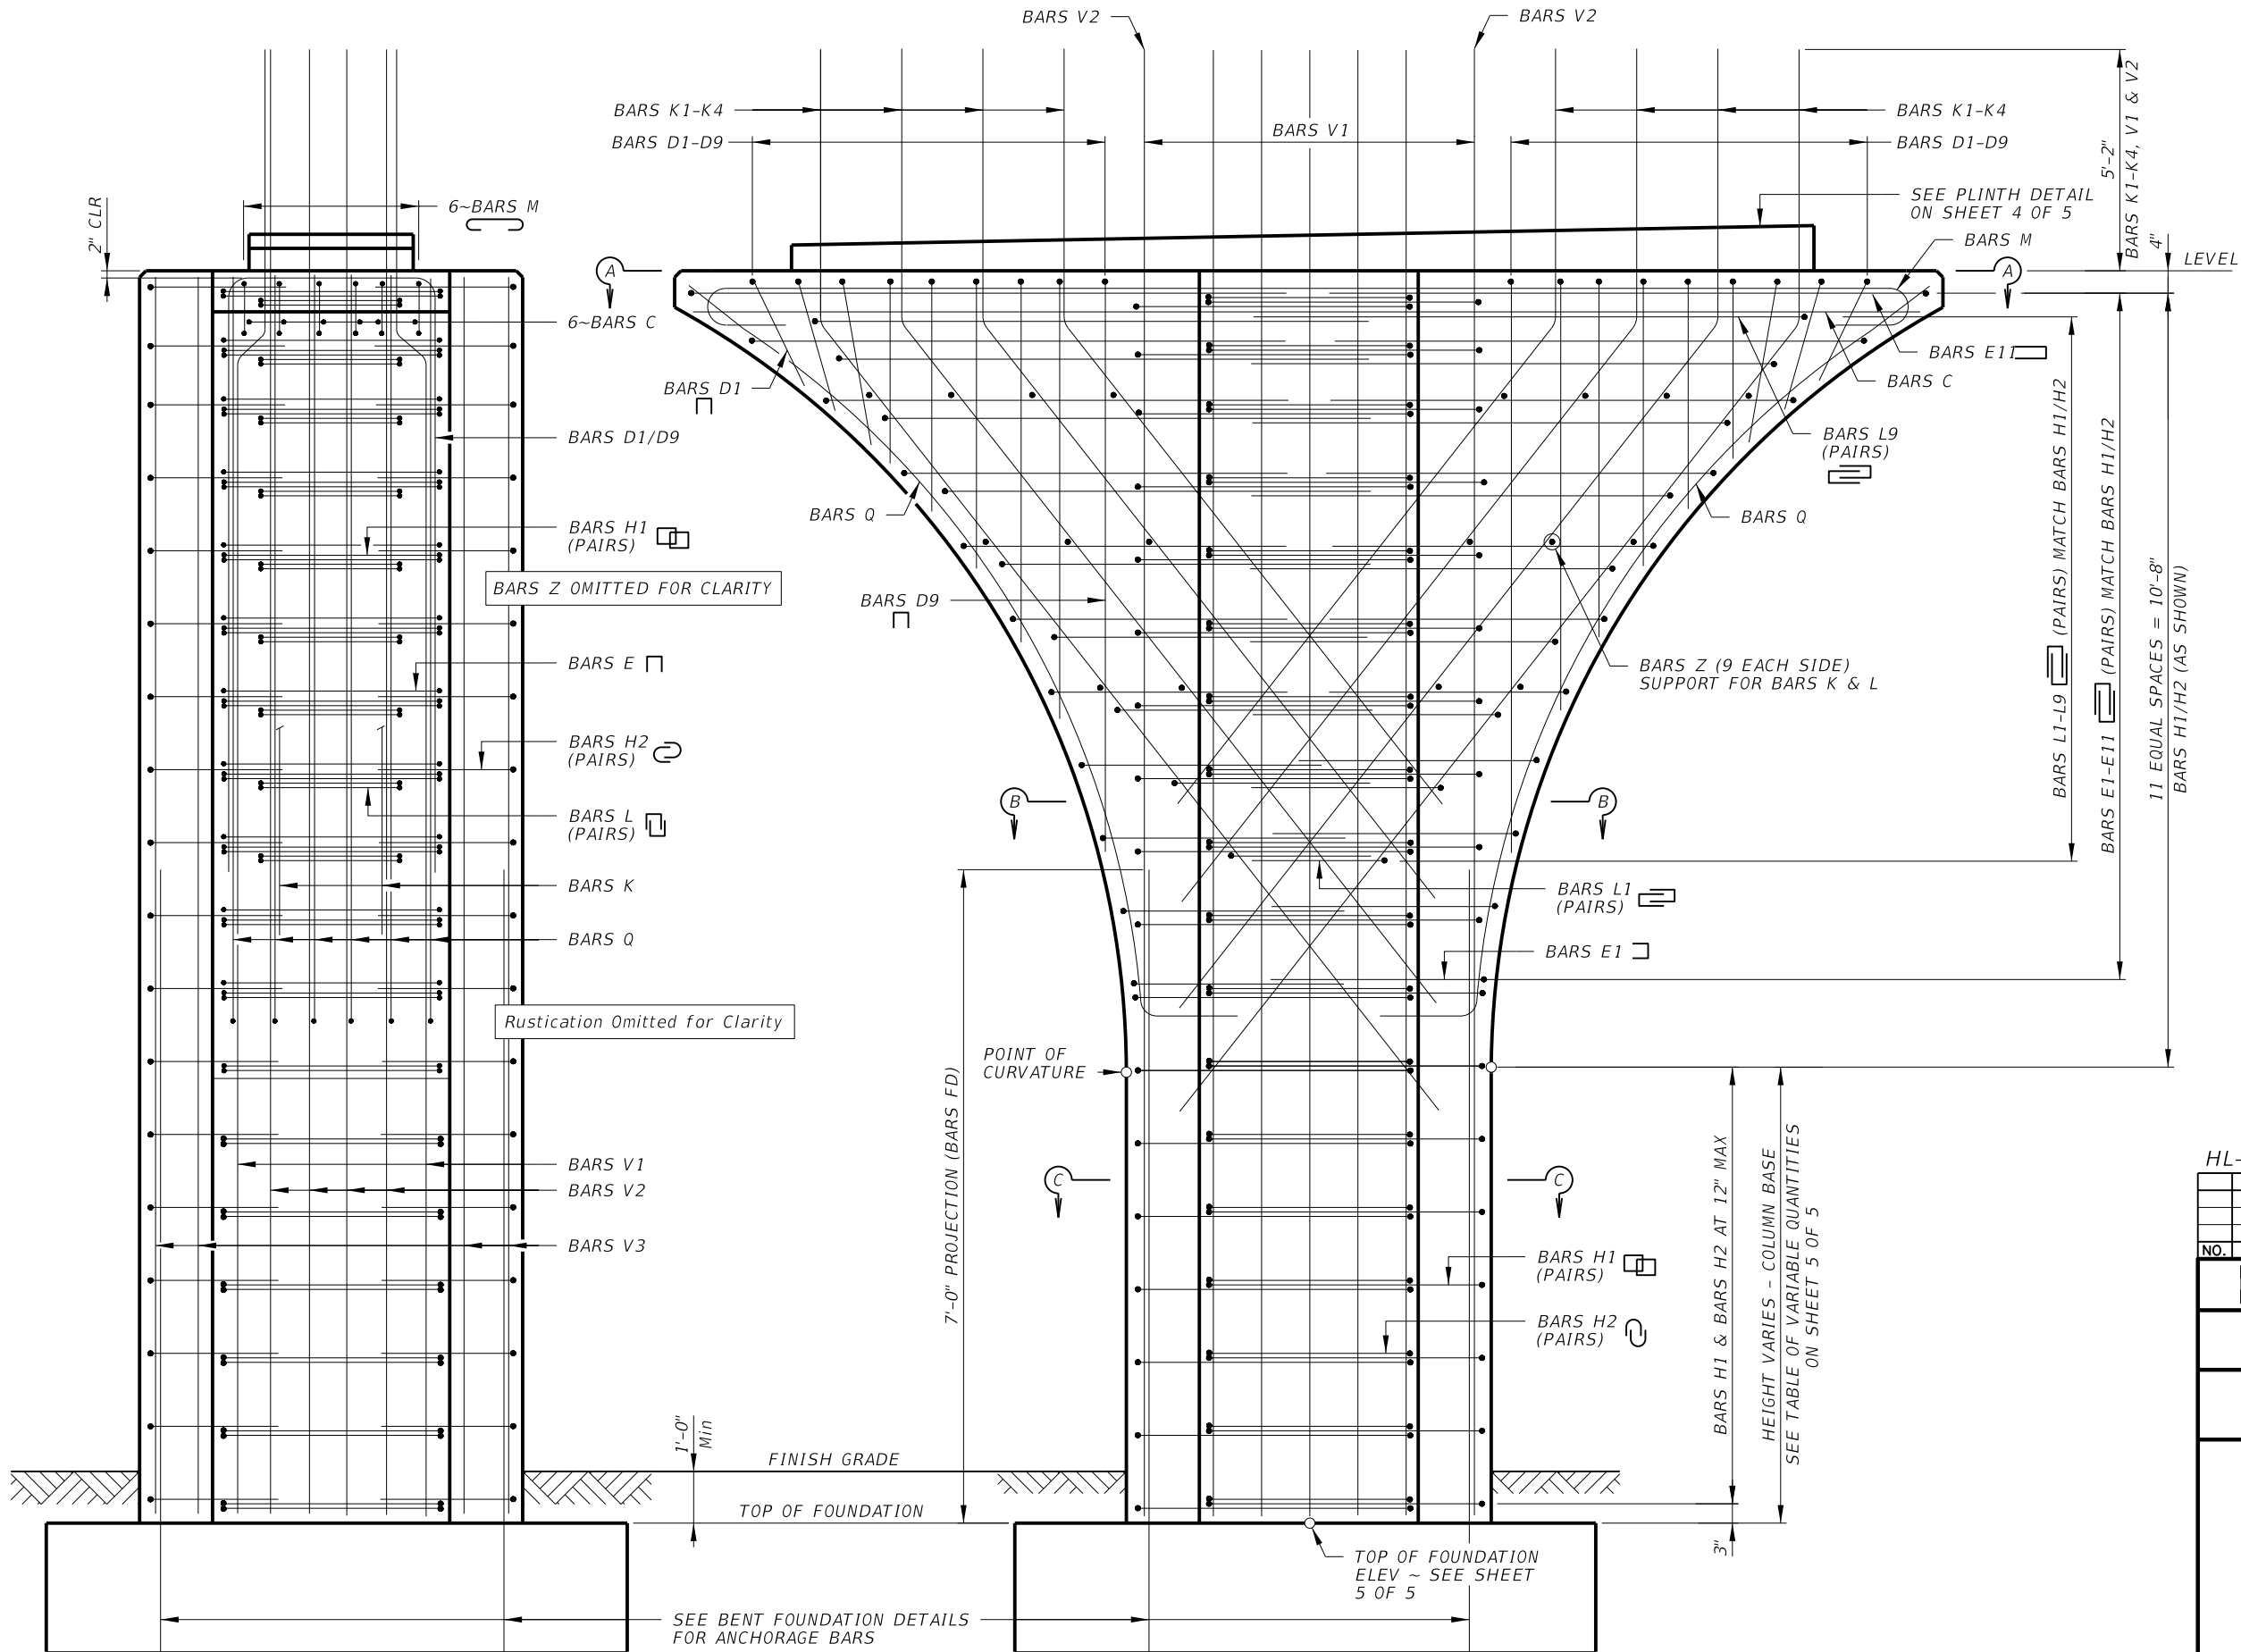 BARS V2
BARS V2
BARS K1-K4
BARS V1
BARS K1-K4
BARS D1-D9
BARS D1-D9
5'-2"
BARS K1-K4, V1 & V2
SEE PLINTH DETAIL
ON SHEET 4 OF 5
2" CLR
6~BARS M
BARS M
4"
LEVEL
A
A
6~BARS C
BARS E11
BARS C
BARS D1
BARS D1/D9
BARS L9
(PAIRS)
BARS Q
BARS Q
BARS H1
(PAIRS)
BARS Z OMITTED FOR CLARITY
BARS D9
BARS E
BARS Z (9 EACH SIDE)
SUPPORT FOR BARS K & L
BARS L1-L9 (PAIRS) MATCH BARS H1/H2
BARS E1-E11 (PAIRS) MATCH BARS H1/H2
11 EQUAL SPACES = 10'-8"
BARS H1/H2 (AS SHOWN)
BARS H2
(PAIRS)
B
B
BARS L
(PAIRS)
BARS K
BARS L1
(PAIRS)
BARS Q
BARS E1
Rustication Omitted for Clarity
POINT OF
CURVATURE
7'-0" PROJECTION (BARS FD)
BARS V1
BARS V2
C
C
BARS V3
BARS H1
(PAIRS)
BARS H2
(PAIRS)
BARS H1 & BARS H2 AT 12" MAX
HEIGHT VARIES - COLUMN BASE
SEE TABLE OF VARIABLE QUANTITIES
ON SHEET 5 OF 5
HL-
NO.
1'-0"
Min
FINISH GRADE
TOP OF FOUNDATION
3"
TOP OF FOUNDATION
ELEV ~ SEE SHEET
5 OF 5
SEE BENT FOUNDATION DETAILS
FOR ANCHORAGE BARS